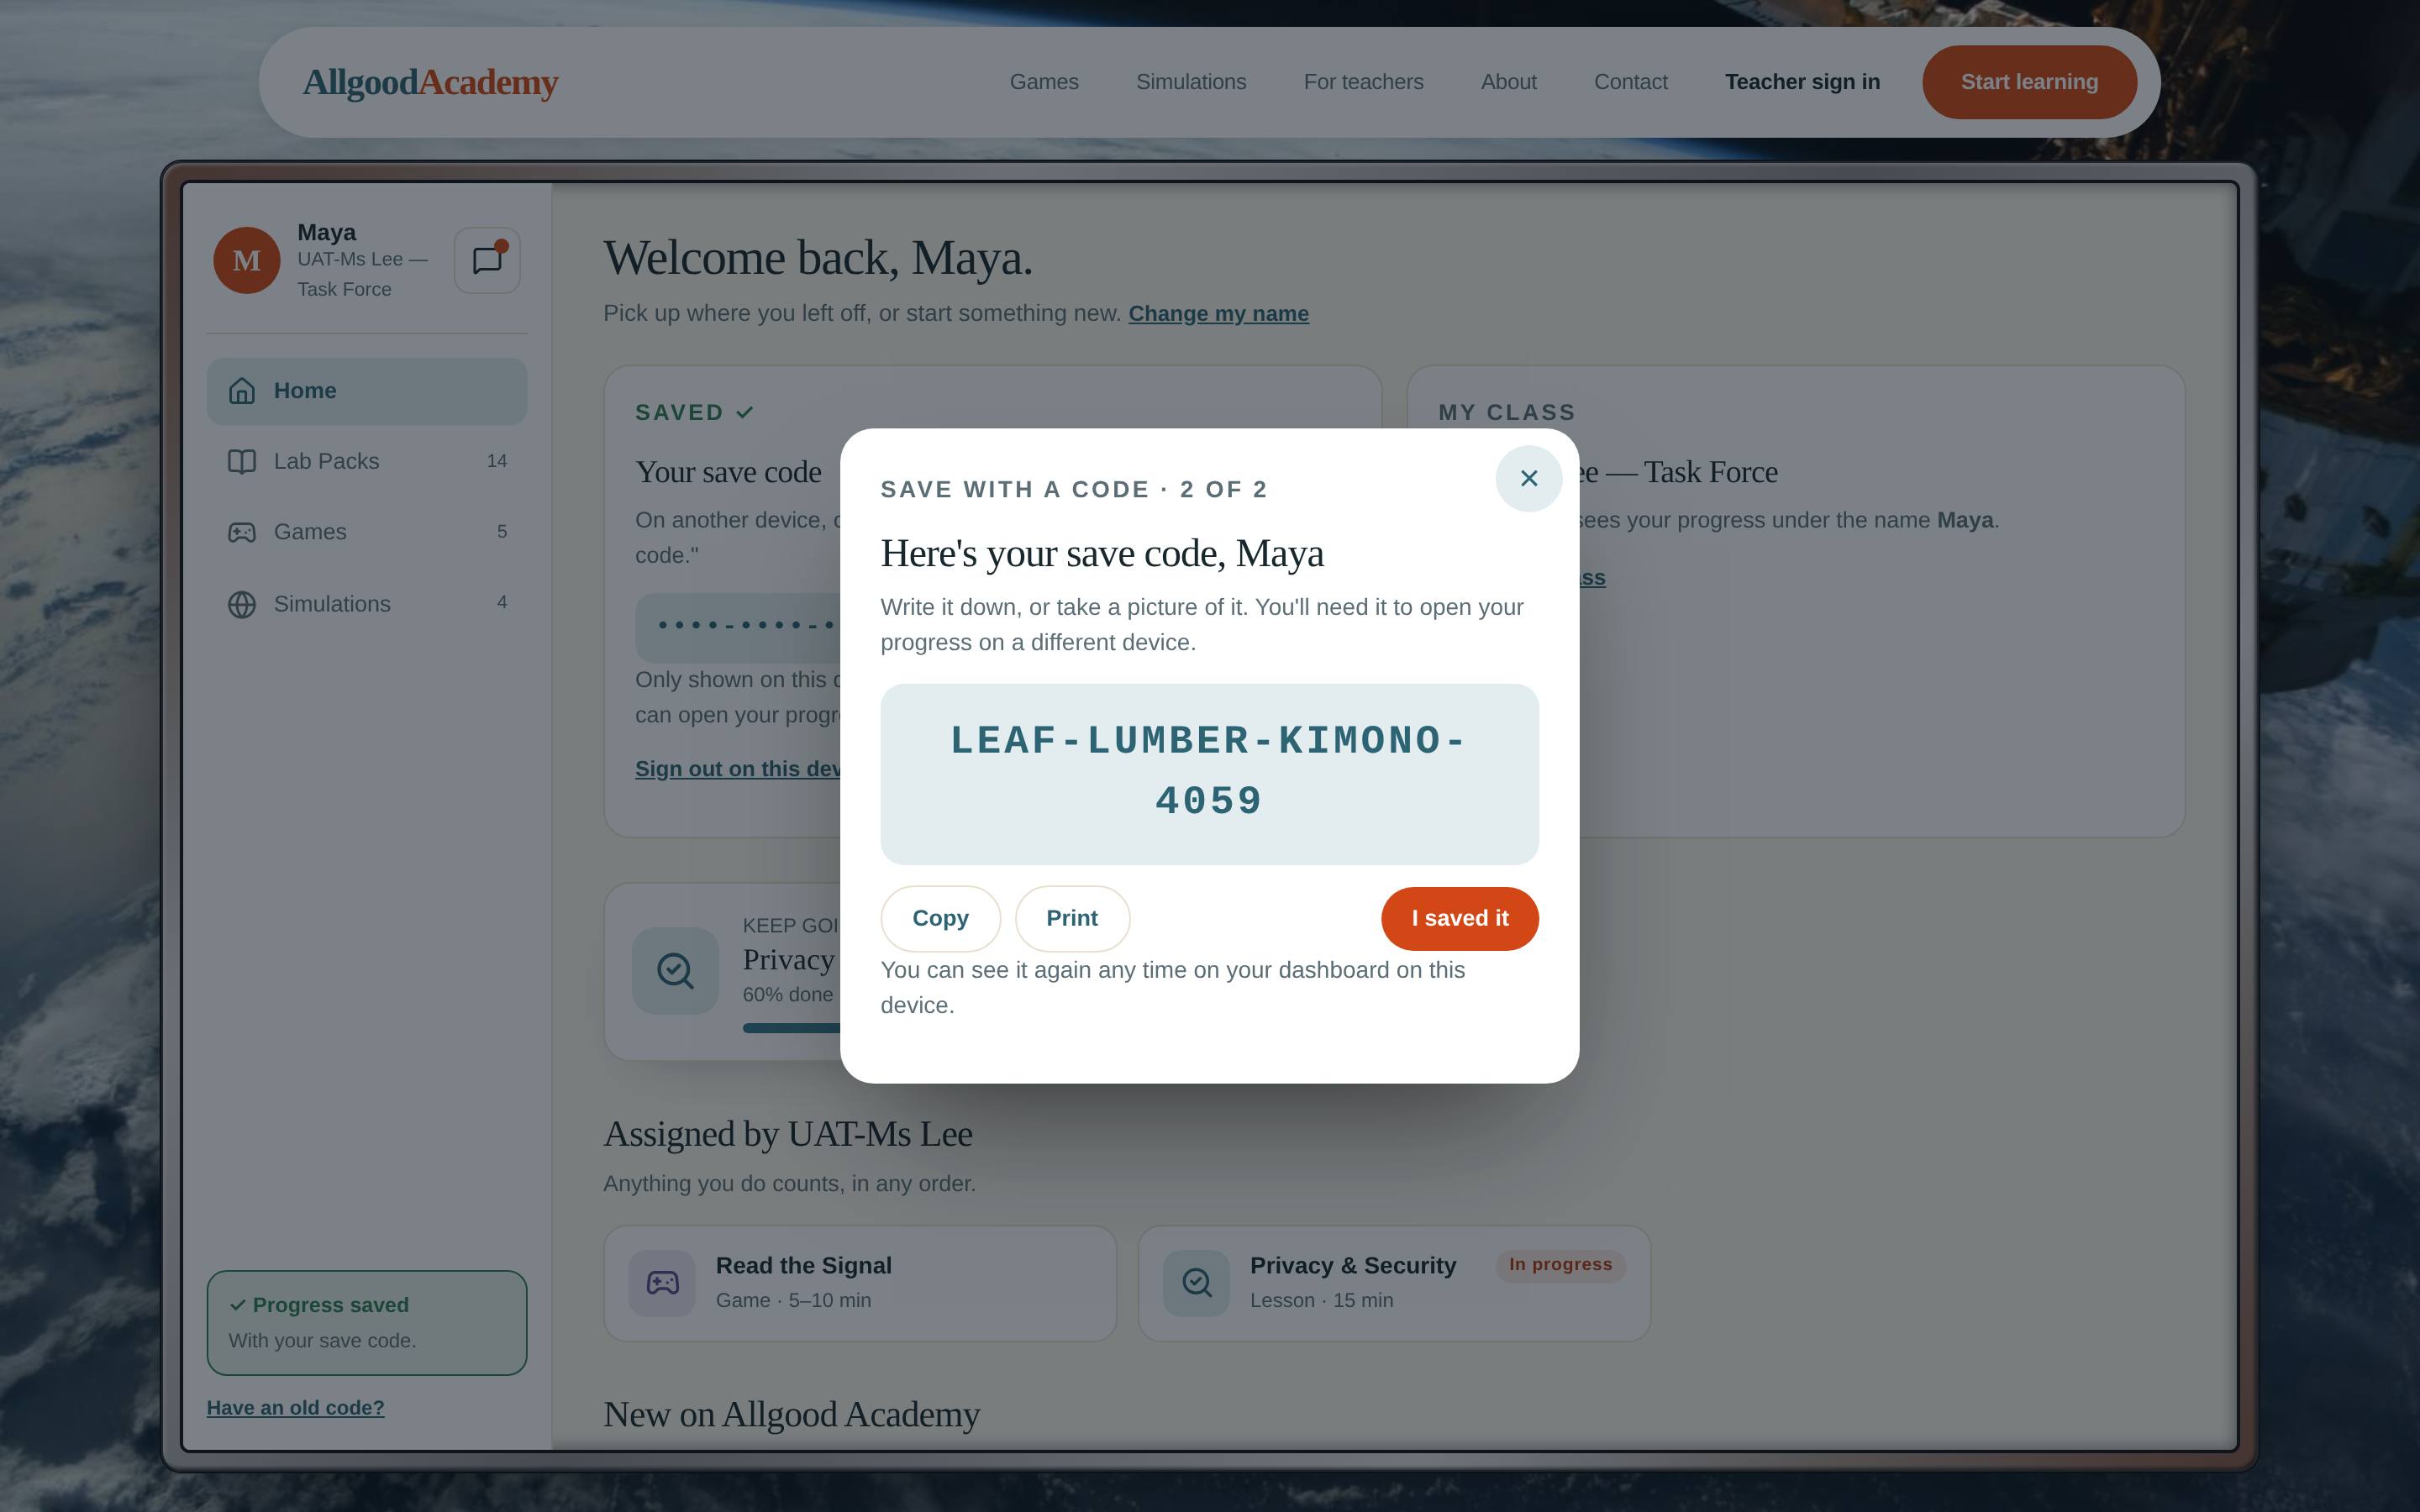 AllgoodAcademy
Games
Simulations
For teachers
About
Contact
Teacher sign in
Start learning
M
Maya
UAT-Ms Lee —
Task Force
Home
Lab Packs 14
Games 5
Simulations 4
✓ Progress saved
With your save code.
Have an old code?
Welcome back, Maya.
Pick up where you left off, or start something new. Change my name
SAVED ✓
Your save code
On another device,
code."
••••-••••-•
Only shown on this
can open your
Sign out on this
MY CLASS
— Task Force
sees your progress under the name Maya.
KEEP
Privacy
60% done
SAVE WITH A CODE · 2 OF 2
Here's your save code, Maya
Write it down, or take a picture of it. You'll need it to open your
progress on a different device.
LEAF-LUMBER-KIMONO-
4059
Copy
Print
I saved it
You can see it again any time on your dashboard on this
device.
Assigned by UAT-Ms Lee
Anything you do counts, in any order.
Read the Signal
Game · 5–10 min
Privacy & Security
In progress
Lesson · 15 min
New on Allgood Academy